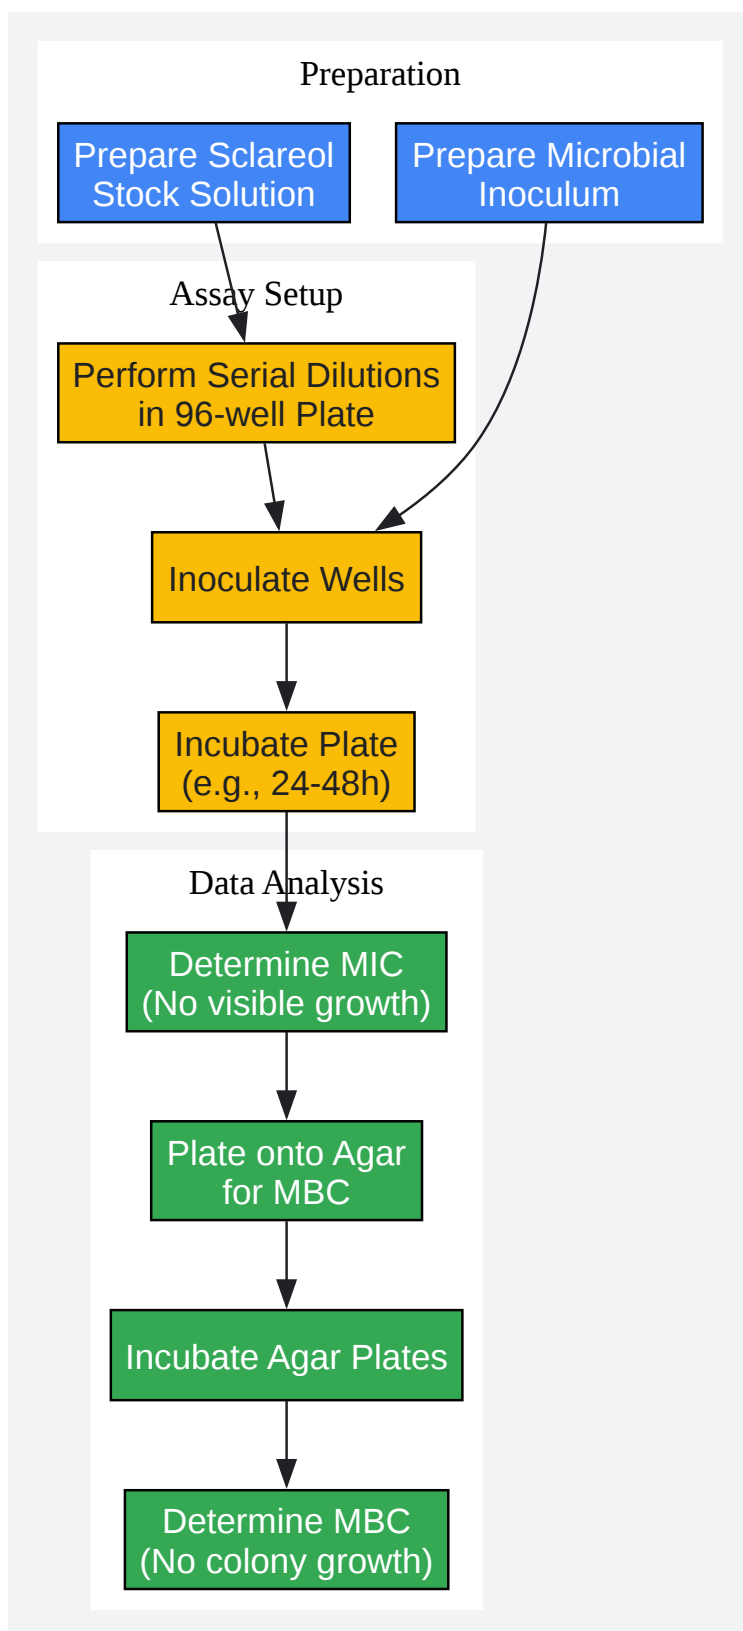 Preparation
Prepare Sclareol
Stock Solution
Prepare Microbial
Inoculum
Assay Setup
Perform Serial Dilutions
in 96-well Plate
Inoculate Wells
Incubate Plate
(e.g., 24-48h)
Data Analysis
Determine MIC
(No visible growth)
Plate onto Agar
for MBC
Incubate Agar Plates
Determine MBC
(No colony growth)